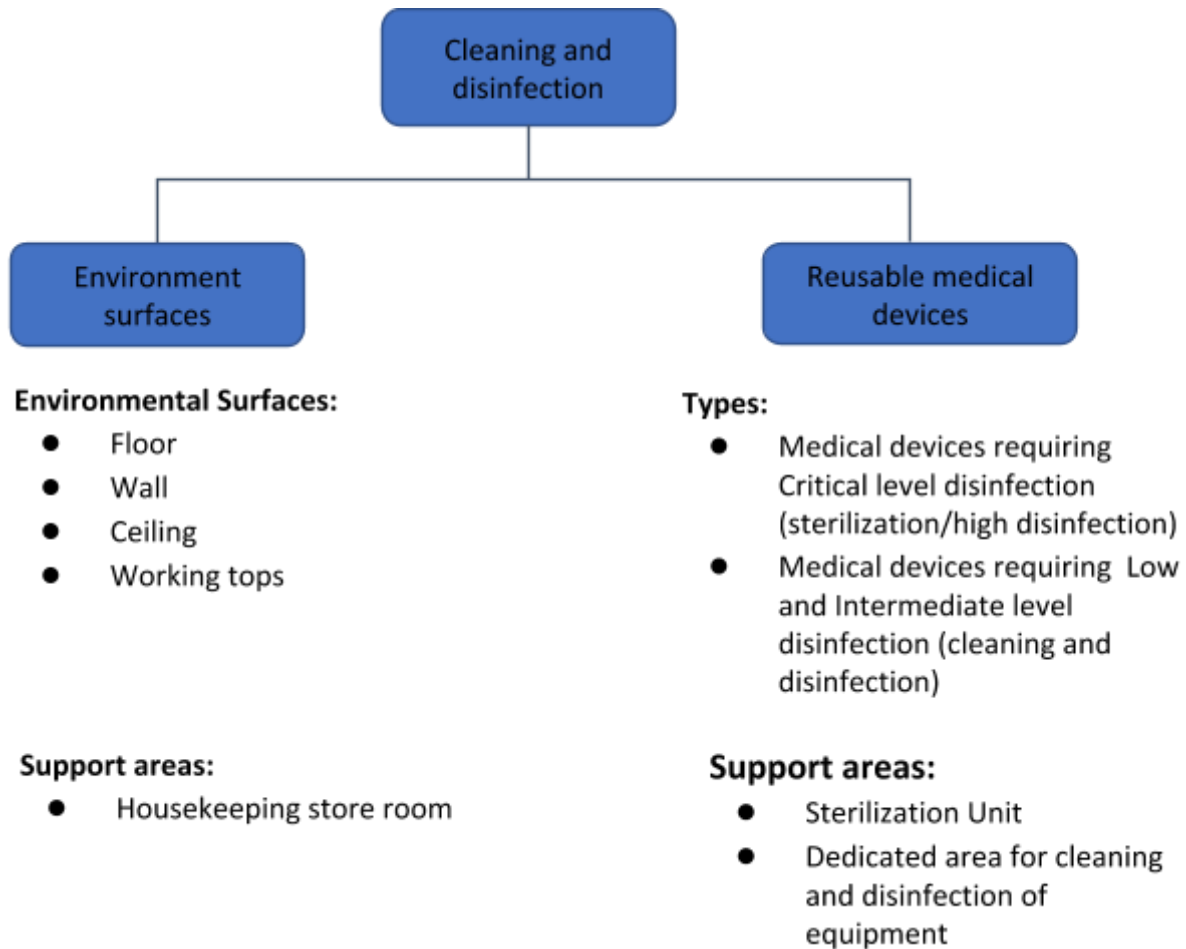 Cleaning and
disinfection
Environment
surfaces
Reusable medical
devices
Environmental Surfaces:
● Floor
● Wall
● Ceiling
● Working tops
Support areas:
● Housekeeping store room
Types:
● Medical devices requiring
Critical level disinfection
(sterilization/high disinfection)
● Medical devices requiring Low
and Intermediate level
disinfection (cleaning and
disinfection)
Support areas:
● Sterilization Unit
● Dedicated area for cleaning
and disinfection of
equipment